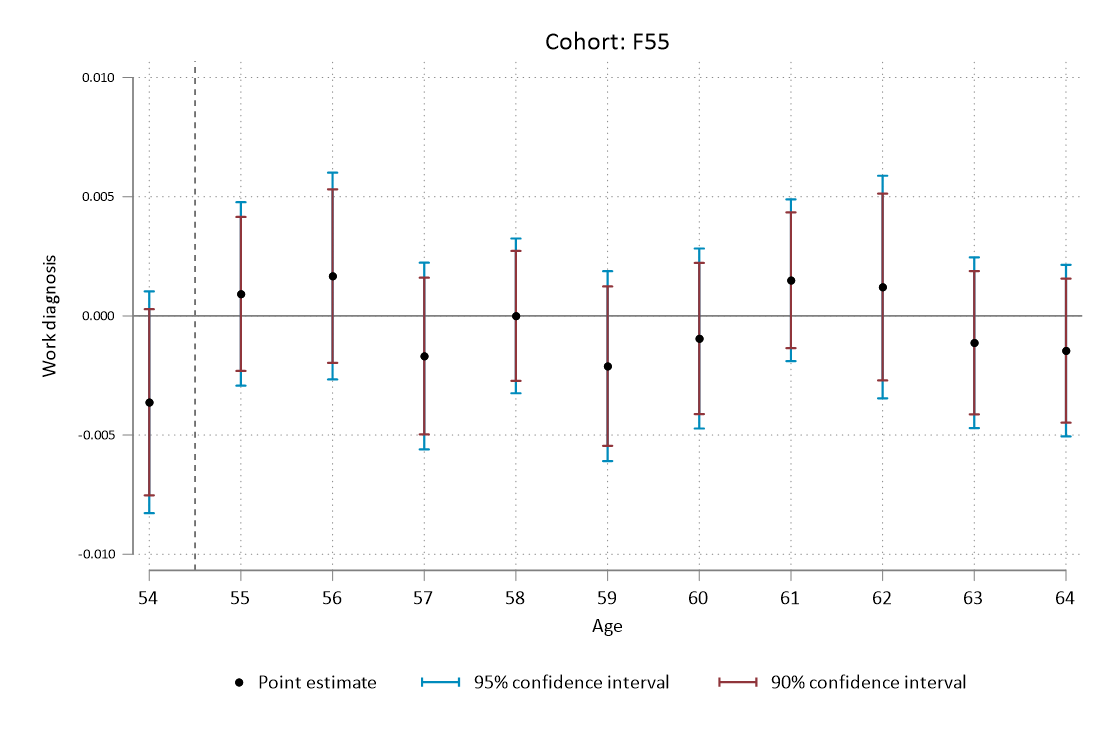 Cohort: F55
0.010
0.005
0.000
-0.005
-0.010
Work diagnosis
54 55 56 57 58 59 60 61 62 63 64
Age
Point estimate 95% confidence interval 90% confidence interval